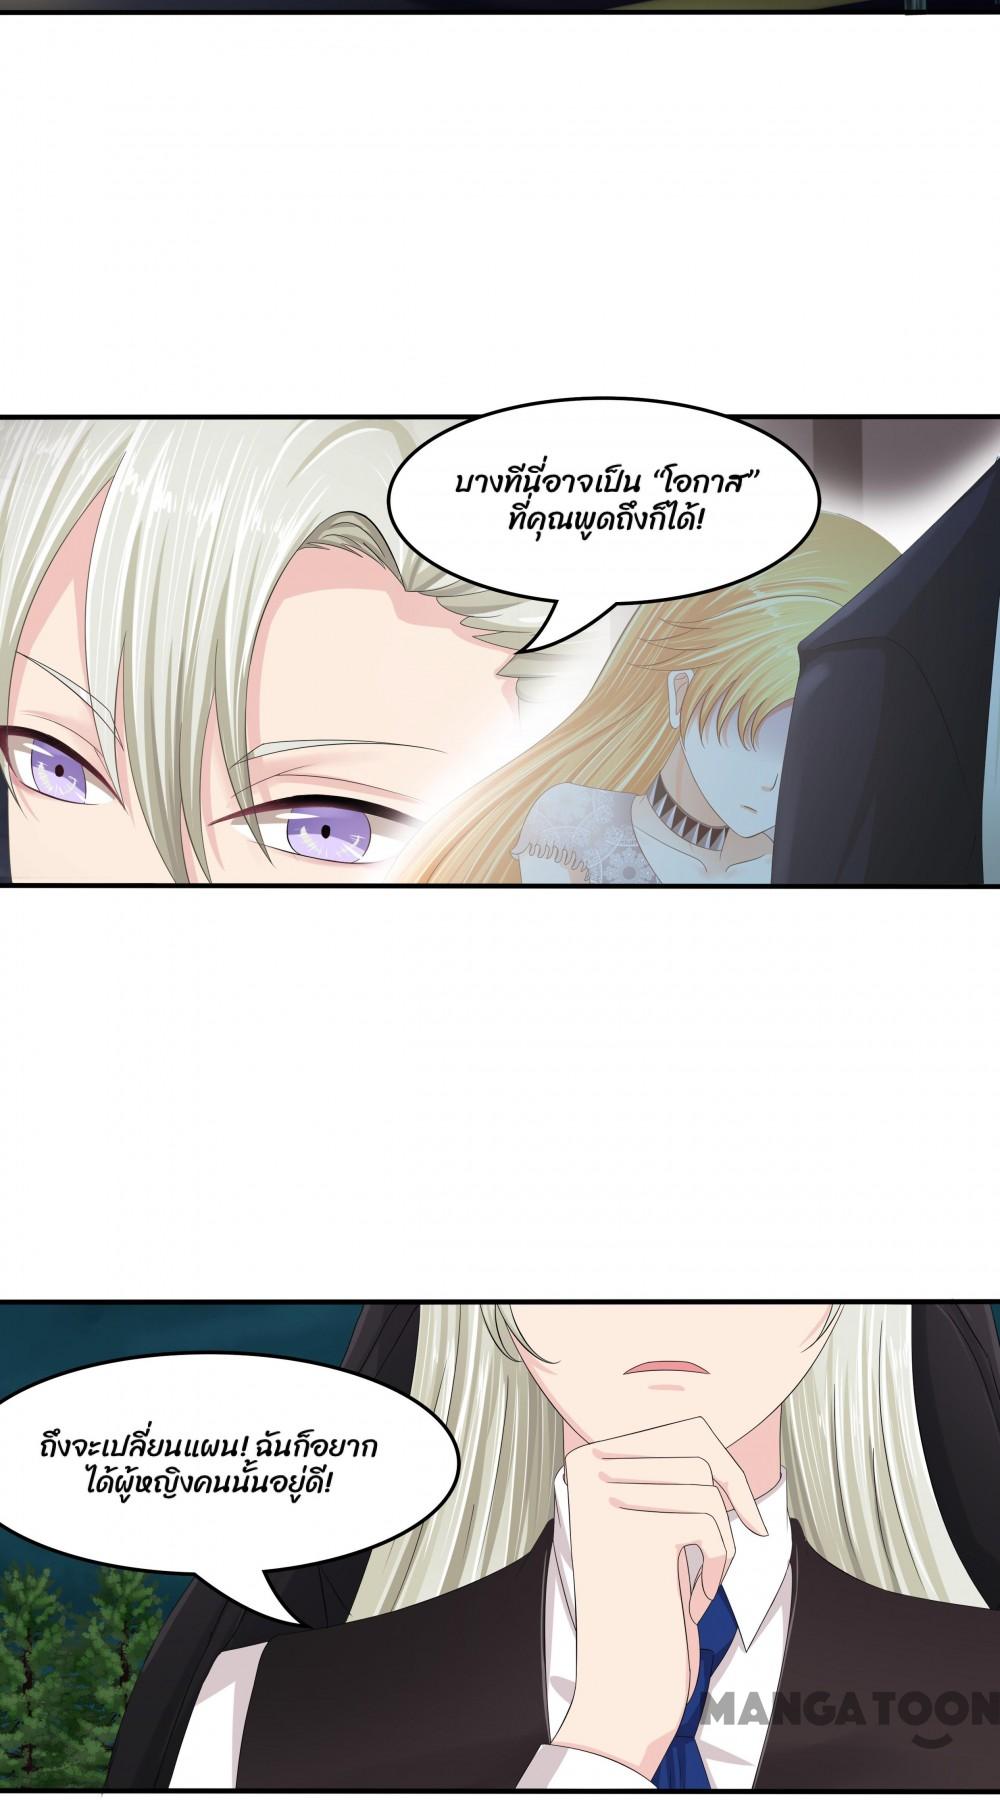 บางทีนี่อาจเป็น “โอกาส”
ที่คุณพูดถึงก็ได้!
ถึงจะเปลี่ยนแผน! ฉันก็อยาก
ได้ผู้หญิงคนนั้นอยู่ดี!
MANGA TOON